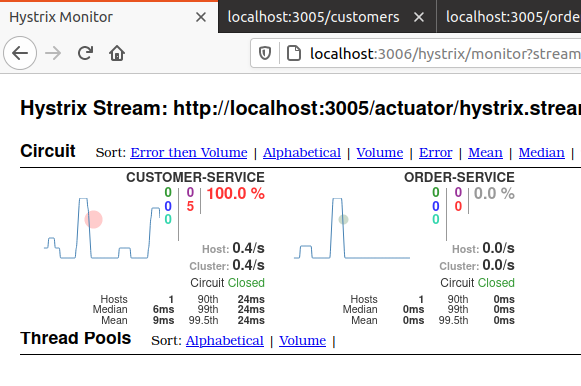 Hystrix Monitor × localhost:3005/customers × localhost:3005/orde
localhost:3006/hystrix/monitor?stream
Hystrix Stream: http://localhost:3005/actuator/hystrix.strea
Circuit Sort: Error then Volume | Alphabetical | Volume | Error | Mean | Median |
CUSTOMER-SERVICE
0 0 100.0 %
0 5
0
Host: 0.4/s
Cluster: 0.4/s
Circuit Closed
Hosts 1 90th 24ms
Median 6ms 99th 24ms
Mean 9ms 99.5th 24ms
ORDER-SERVICE
0 0 0.0 %
0 0
0
Host: 0.0/s
Cluster: 0.0/s
Circuit Closed
Hosts 1 90th 0ms
Median 0ms 99th 0ms
Mean 0ms 99.5th 0ms
Thread Pools Sort: Alphabetical | Volume |